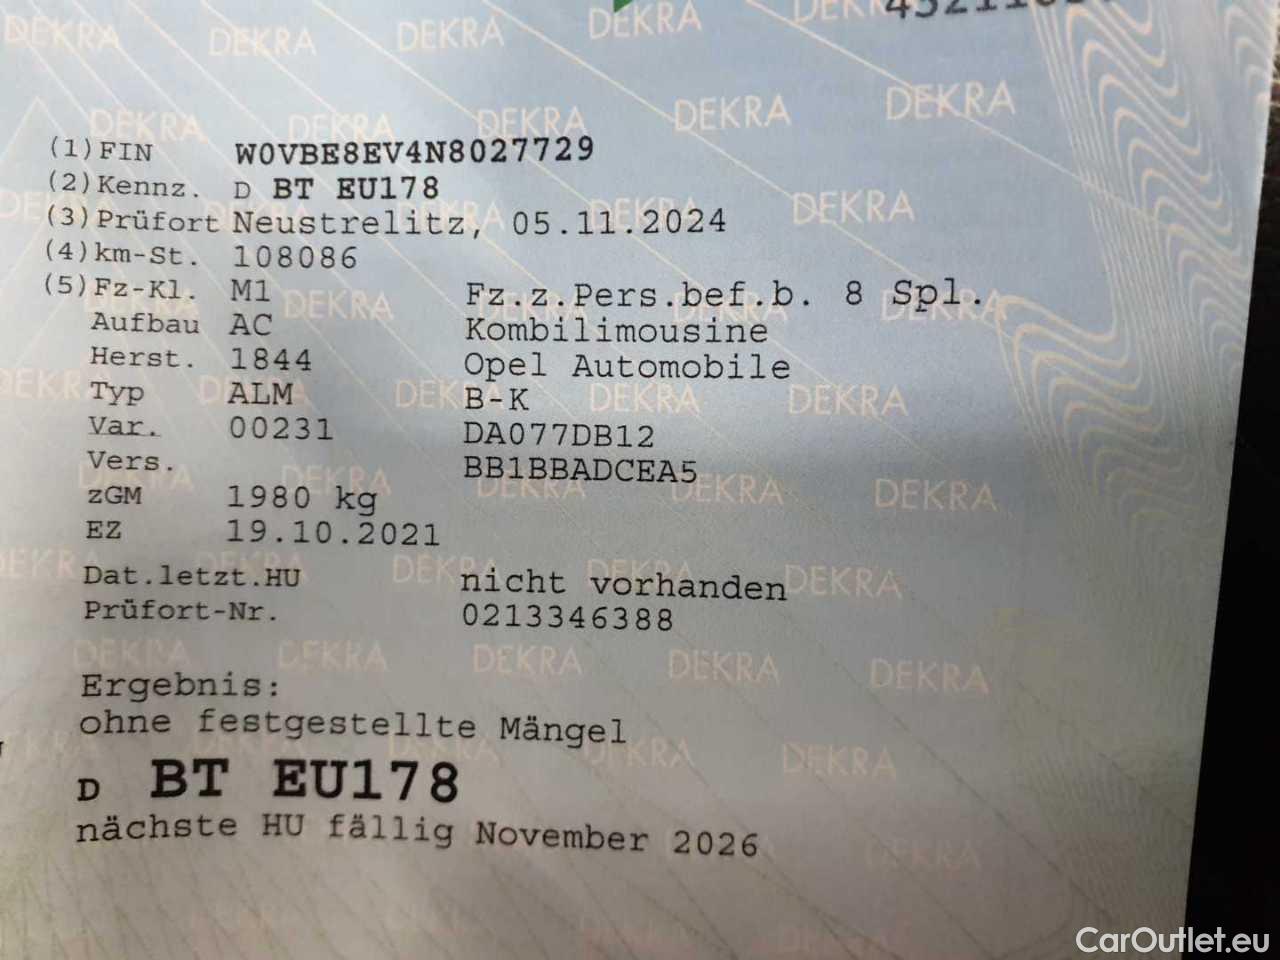 (1) FIN W0VBE8EV4N8027729
(2) Kennz. D BT EU178
(3) Prüfort Neustrelitz, 05.11.2024
(4) km-St. 108086
(5) Fz-Kl. M1 Fz.z.Pers.bef.b. 8 Spl.
Aufbau AC Kombilimousine
Herst. 1844 Opel Automobile
Typ ALM B-K
Var. 00231 DA077DB12
Vers. BB1BBADCEA5
zGM 1980 kg
EZ 19.10.2021
Dat.letzt.HU nicht vorhanden
Prüfort-Nr. 0213346388
Ergebnis:
ohne festgestellte Mängel
D BT EU178
nächste HU fällig November 2026
DEKRA
CarOutlet.eu